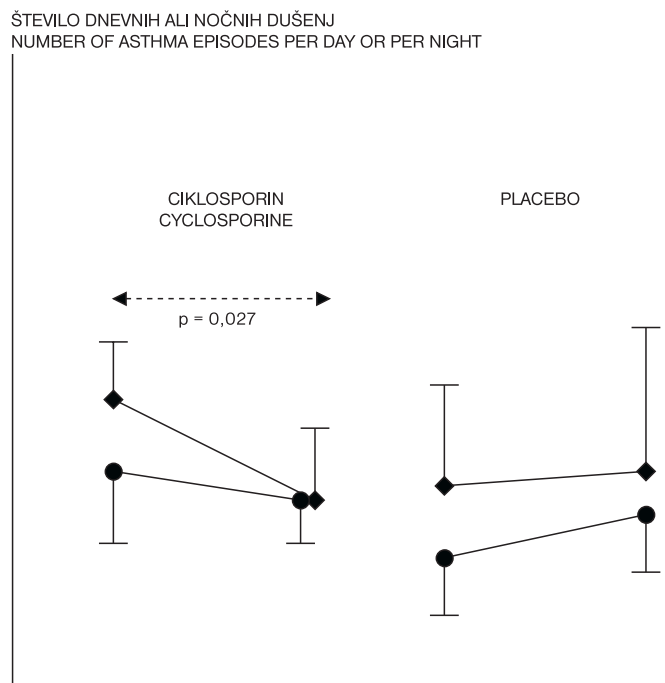 ŠTEVILO DNEVNIH ALI NOČNIH DUŠENJ
NUMBER OF ASTHMA EPISODES PER DAY OR PER NIGHT
CIKLOSPORIN
CYCLOSPORINE
PLACEBO
p = 0,027